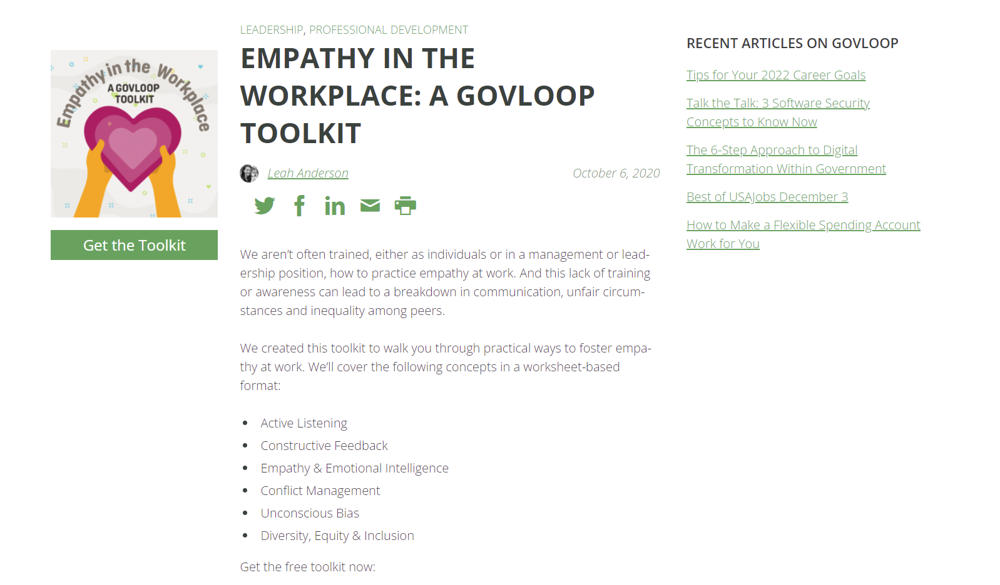 Empathy in the Workplace
A GOVLOOP
TOOLKIT
Get the Toolkit
LEADERSHIP, PROFESSIONAL DEVELOPMENT
EMPATHY IN THE
WORKPLACE: A GOVLOOP
TOOLKIT
Leah Anderson
October 6, 2020
We aren’t often trained, either as individuals or in a management or lead-
ership position, how to practice empathy at work. And this lack of training
or awareness can lead to a breakdown in communication, unfair circum-
stances and inequality among peers.
We created this toolkit to walk you through practical ways to foster empa-
thy at work. We’ll cover the following concepts in a worksheet-based
format:
• Active Listening
• Constructive Feedback
• Empathy & Emotional Intelligence
• Conflict Management
• Unconscious Bias
• Diversity, Equity & Inclusion
Get the free toolkit now:
RECENT ARTICLES ON GOVLOOP
Tips for Your 2022 Career Goals
Talk the Talk: 3 Software Security
Concepts to Know Now
The 6-Step Approach to Digital
Transformation Within Government
Best of USAJobs December 3
How to Make a Flexible Spending Account
Work for You